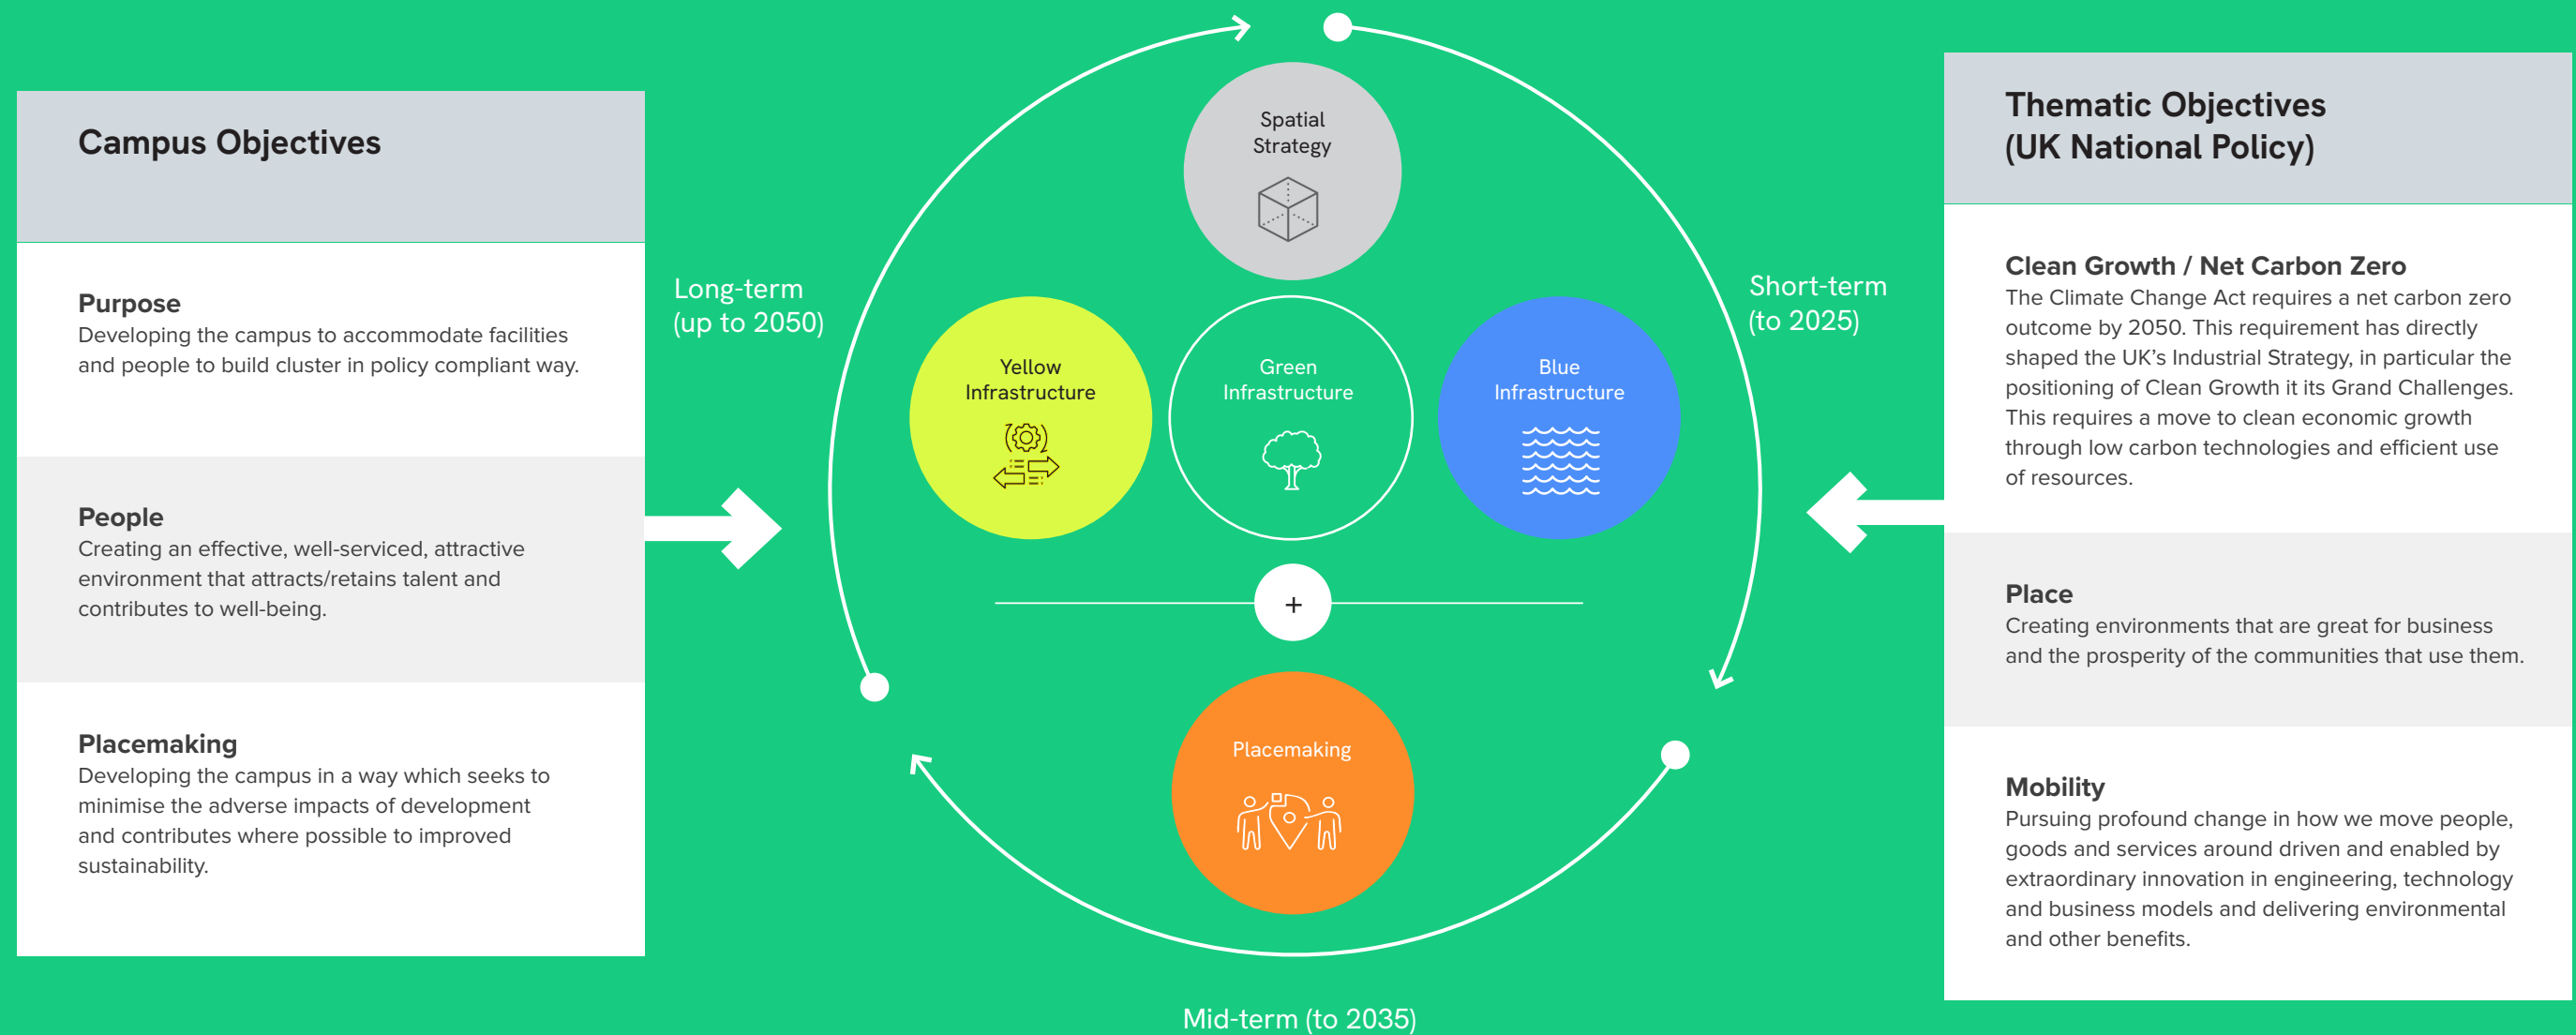 Campus Objectives
Purpose
Developing the campus to accommodate facilities
and people to build cluster in policy compliant way.
People
Creating an effective, well-serviced, attractive
environment that attracts/retains talent and
contributes to well-being.
Placemaking
Developing the campus in a way which seeks to
minimise the adverse impacts of development
and contributes where possible to improved
sustainability.
Long-term
(up to 2050)
Spatial
Strategy
Yellow
Infrastructure
Green
Infrastructure
Blue
Infrastructure
+
Placemaking
Short-term
(to 2025)
Mid-term (to 2035)
Thematic Objectives
(UK National Policy)
Clean Growth / Net Carbon Zero
The Climate Change Act requires a net carbon zero
outcome by 2050. This requirement has directly
shaped the UK’s Industrial Strategy, in particular the
positioning of Clean Growth it its Grand Challenges.
This requires a move to clean economic growth
through low carbon technologies and efficient use
of resources.
Place
Creating environments that are great for business
and the prosperity of the communities that use them.
Mobility
Pursuing profound change in how we move people,
goods and services around driven and enabled by
extraordinary innovation in engineering, technology
and business models and delivering environmental
and other benefits.